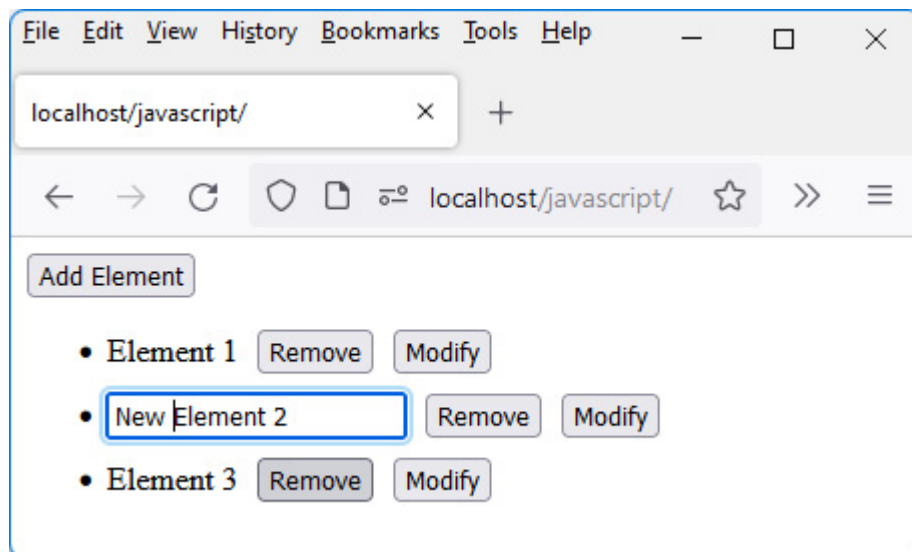 File Edit View History Bookmarks Tools Help
localhost/javascript/
localhost/javascript/
Add Element
• Element 1 Remove Modify
• New Element 2 Remove Modify
• Element 3 Remove Modify